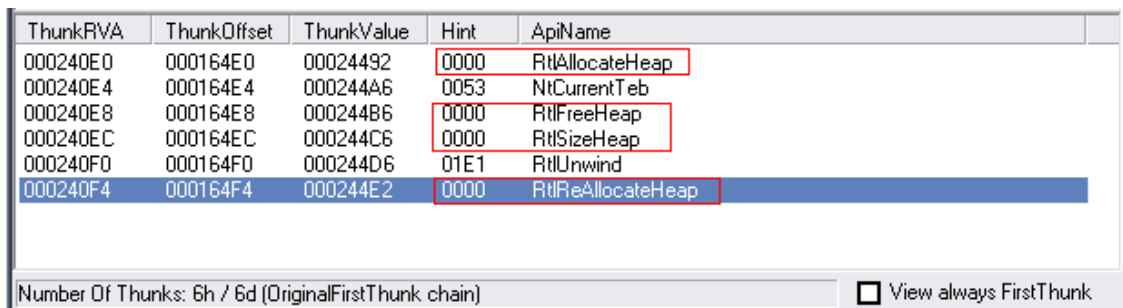 ThunkRVA ThunkOffset ThunkValue Hint ApiName
000240E0 000164E0 00024492 0000 RtlAllocateHeap
000240E4 000164E4 000244A6 0053 NtCurrentTeb
000240E8 000164E8 000244B6 0000 RtlFreeHeap
000240EC 000164EC 000244C6 0000 RtlSizeHeap
000240F0 000164F0 000244D6 01E1 RtlUnwind
000240F4 000164F4 000244E2 0000 RtlReAllocateHeap
Number Of Thunks: 6h / 6d (OriginalFirstThunk chain) View always FirstThunk